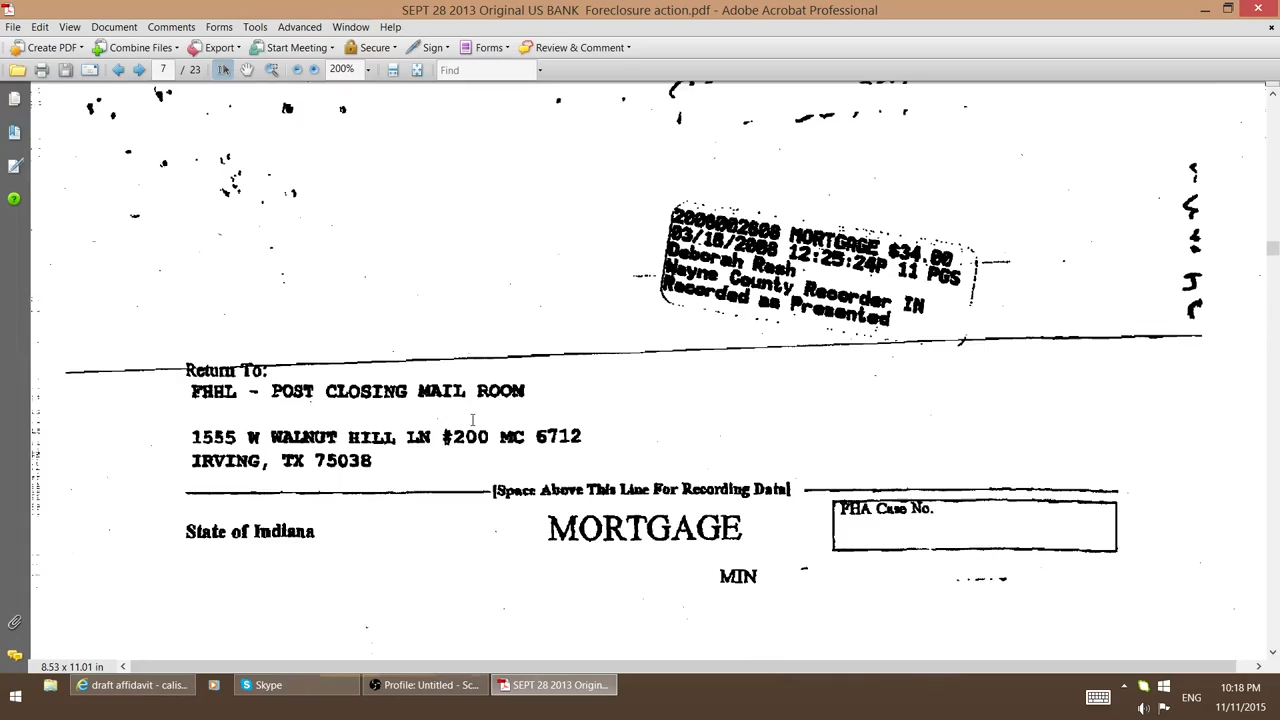 SEPT 28 2013 Original US BANK Foreclosure action.pdf - Adobe Acrobat Professional
File Edit View Document Comments Forms Tools Advanced Window Help
Create PDF Combine Files Export Start Meeting Secure Sign Forms Review & Comment
7 / 23 200% Find
MORTGAGE $34.00
12:25:24P 11 PGS
Deborah Rash
Wayne County Recorder IN
Recorded as Presented
Return To:
FHHL - POST CLOSING MAIL ROOM
1555 W WALNUT HILL LN #200 MC 6712
IRVING, TX 75038
[Space Above This Line For Recording Data]
State of Indiana
MORTGAGE
FHA Case No.
MIN
8.53 x 11.01 in
draft affidavit - calis... Skype Profile: Untitled - Sc... SEPT 28 2013 Origin...
ENG
10:18 PM
11/11/2015